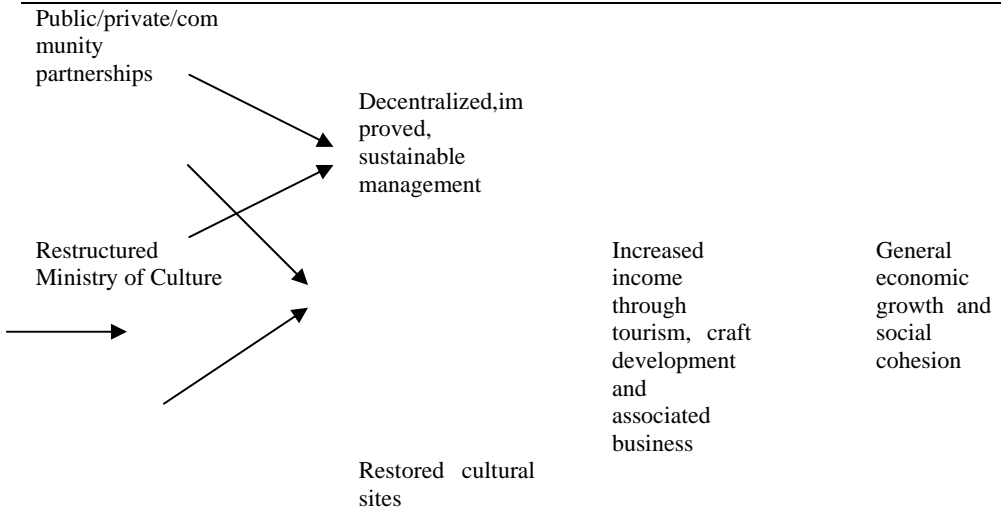 Public/private/com
munity
partnerships
Decentralized,im
proved,
sustainable
management
Restructured
Ministry of Culture
Increased
income
through
tourism, craft
development
and
associated
business
General
economic
growth and
social
cohesion
Restored cultural
sites